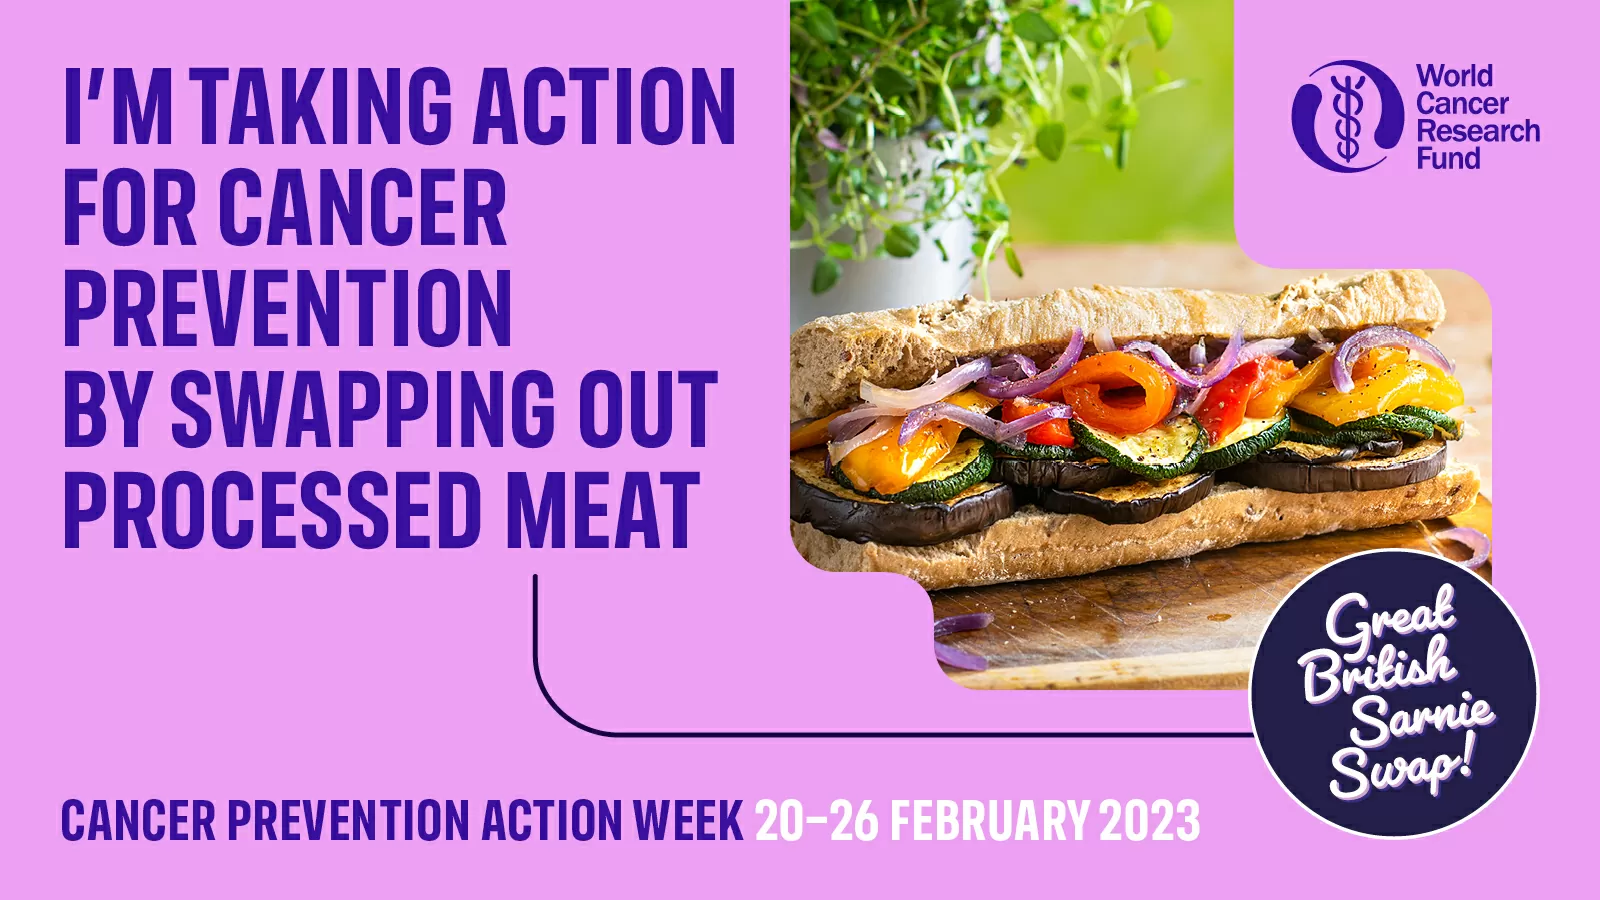 I'M TAKING ACTION
FOR CANCER
PREVENTION
BY SWAPPING OUT
PROCESSED MEAT
World
Cancer
Research
Fund
Great
British
Sarnie
Swap!
CANCER PREVENTION ACTION WEEK 20–26 FEBRUARY 2023